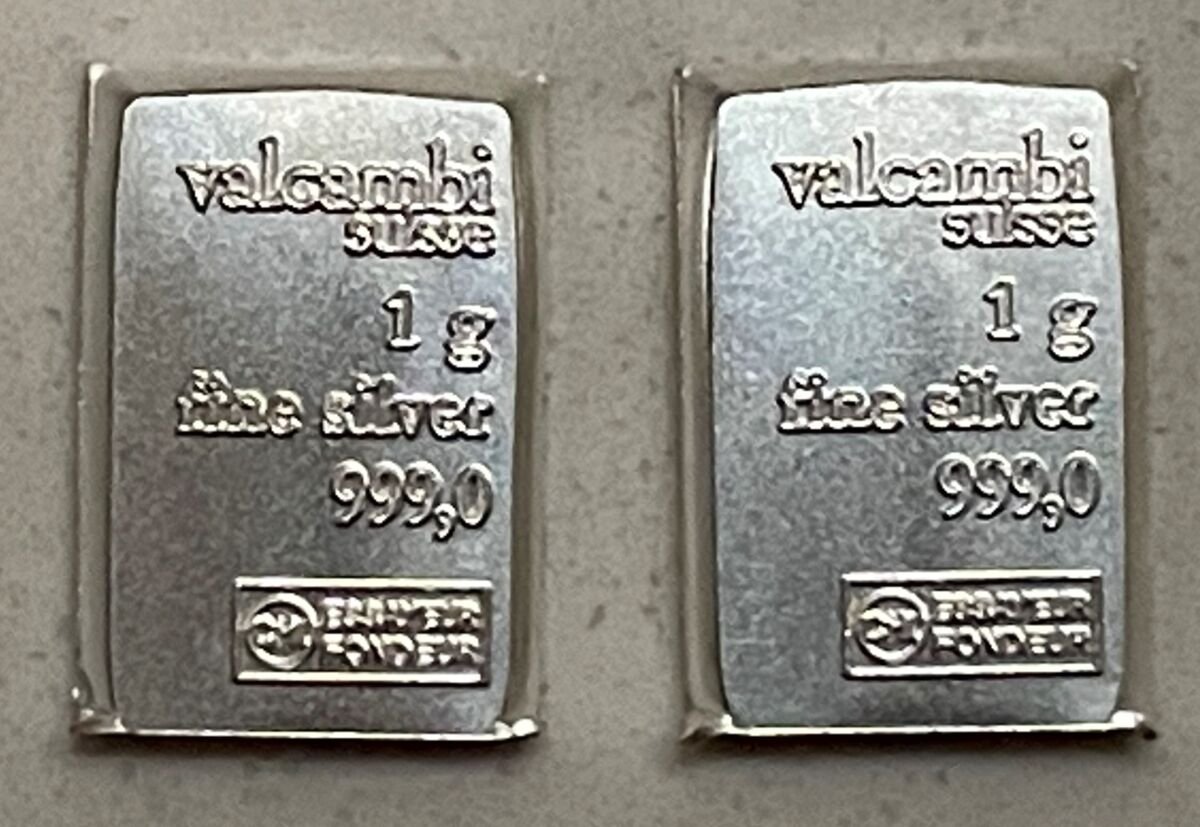 valcambi
suisse
1 g
fine silver
999,0
ESSAYEUR
FONDEUR
valcambi
suisse
1 g
fine silver
999,0
ESSAYEUR
FONDEUR